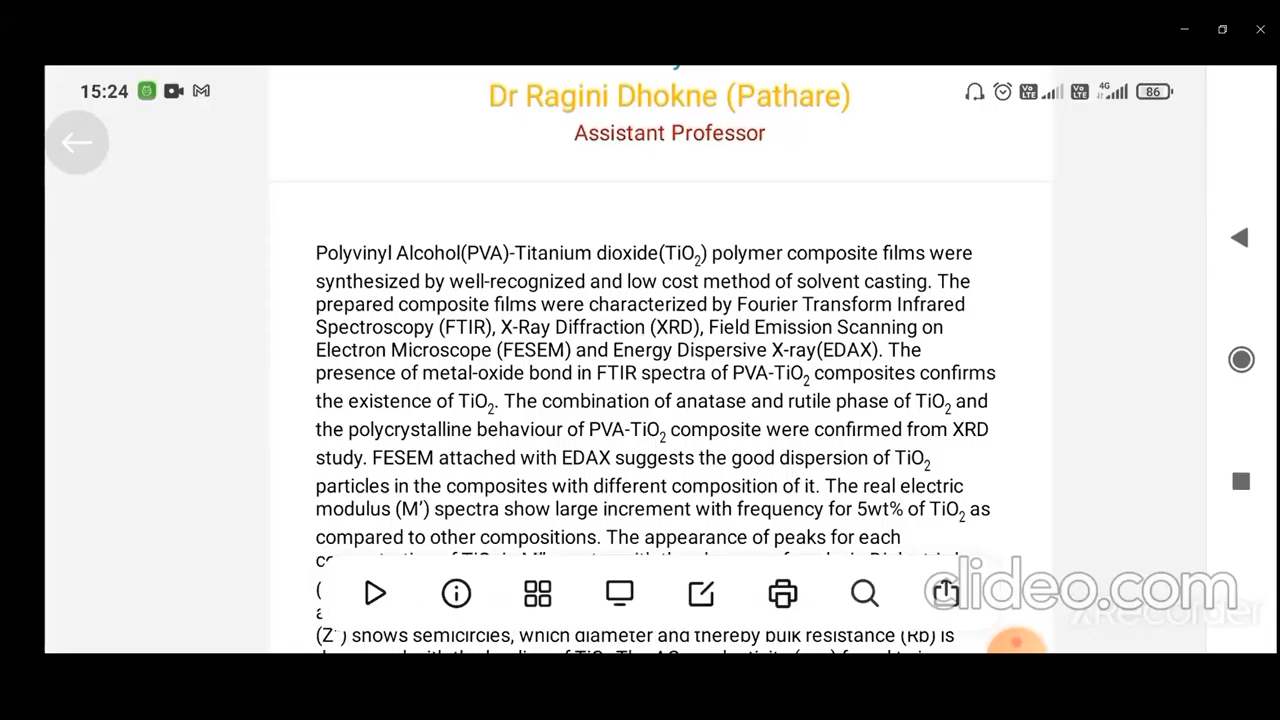 15:24
4G
86
Dr Ragini Dhokne (Pathare)
Assistant Professor
Polyvinyl Alcohol(PVA)-Titanium dioxide(TiO₂) polymer composite films were
synthesized by well-recognized and low cost method of solvent casting. The
prepared composite films were characterized by Fourier Transform Infrared
Spectroscopy (FTIR), X-Ray Diffraction (XRD), Field Emission Scanning on
Electron Microscope (FESEM) and Energy Dispersive X-ray(EDAX). The
presence of metal-oxide bond in FTIR spectra of PVA-TiO₂ composites confirms
the existence of TiO₂. The combination of anatase and rutile phase of TiO₂ and
the polycrystalline behaviour of PVA-TiO₂ composite were confirmed from XRD
study. FESEM attached with EDAX suggests the good dispersion of TiO₂
particles in the composites with different composition of it. The real electric
modulus (M′) spectra show large increment with frequency for 5wt% of TiO₂ as
compared to other compositions. The appearance of peaks for each
shows semicircles, which diameter and thereby bulk resistance (Rb) is
clideo.com
XRecorder